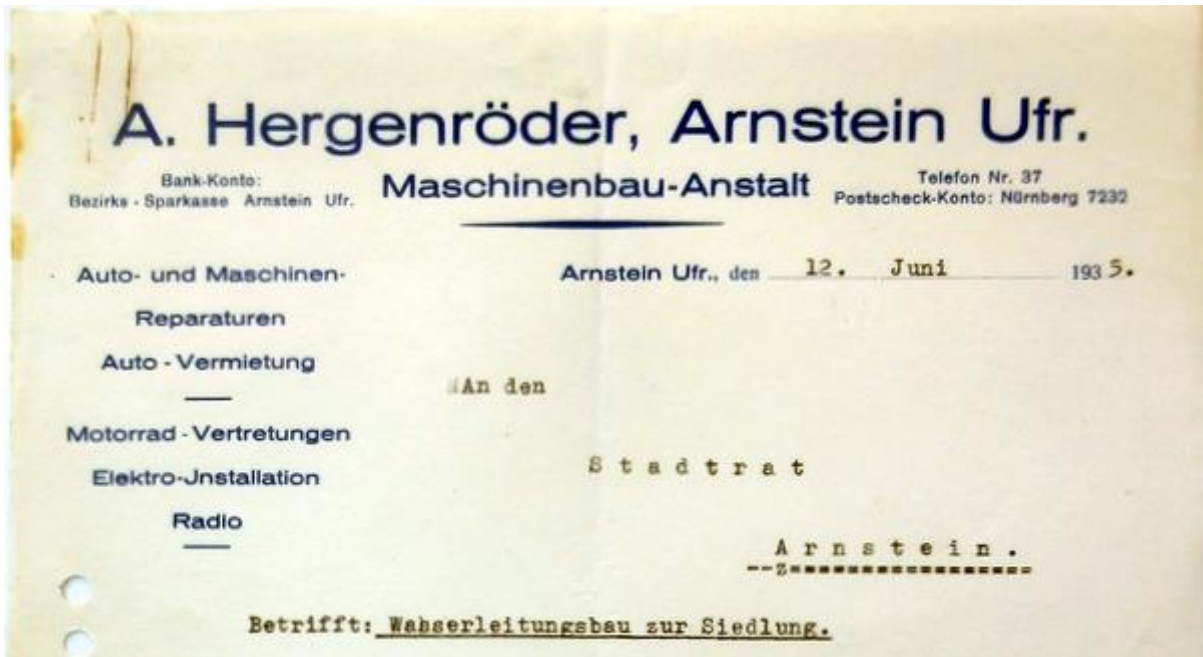 A. Hergenröder, Arnstein Ufr.
Bank-Konto:
Bezirks-Sparkasse Arnstein Ufr.
Maschinenbau-Anstalt
Telefon Nr. 37
Postscheck-Konto: Nürnberg 7232
Auto- und Maschinen-
Reparaturen
Auto-Vermietung
Motorrad-Vertretungen
Elektro-Jnstallation
Radio
Arnstein Ufr., den 12. Juni 1935.
An den
Stadtrat
Arnstein.
--z=================
Betrifft: Wabserleitungsbau zur Siedlung.